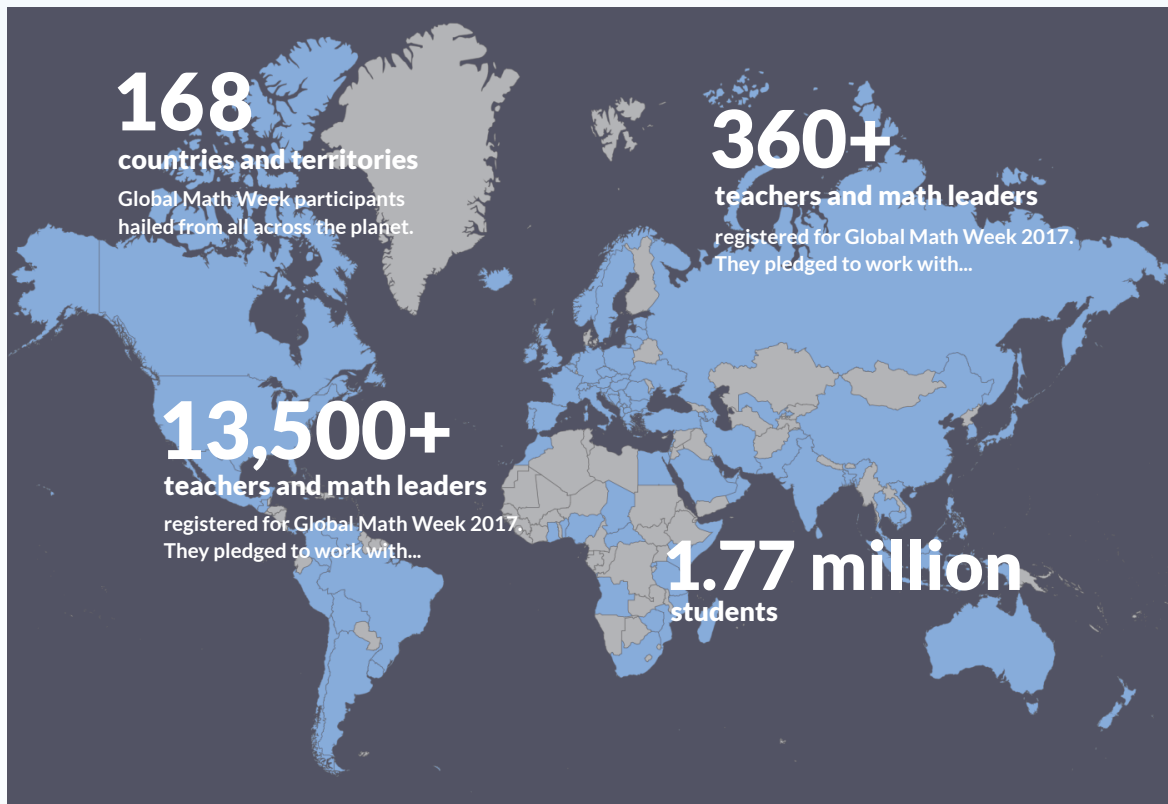 168
countries and territories
Global Math Week participants
hailed from all across the planet.
360+
teachers and math leaders
registered for Global Math Week 2017.
They pledged to work with...
13,500+
teachers and math leaders
registered for Global Math Week 2017.
They pledged to work with...
1.77 million
students